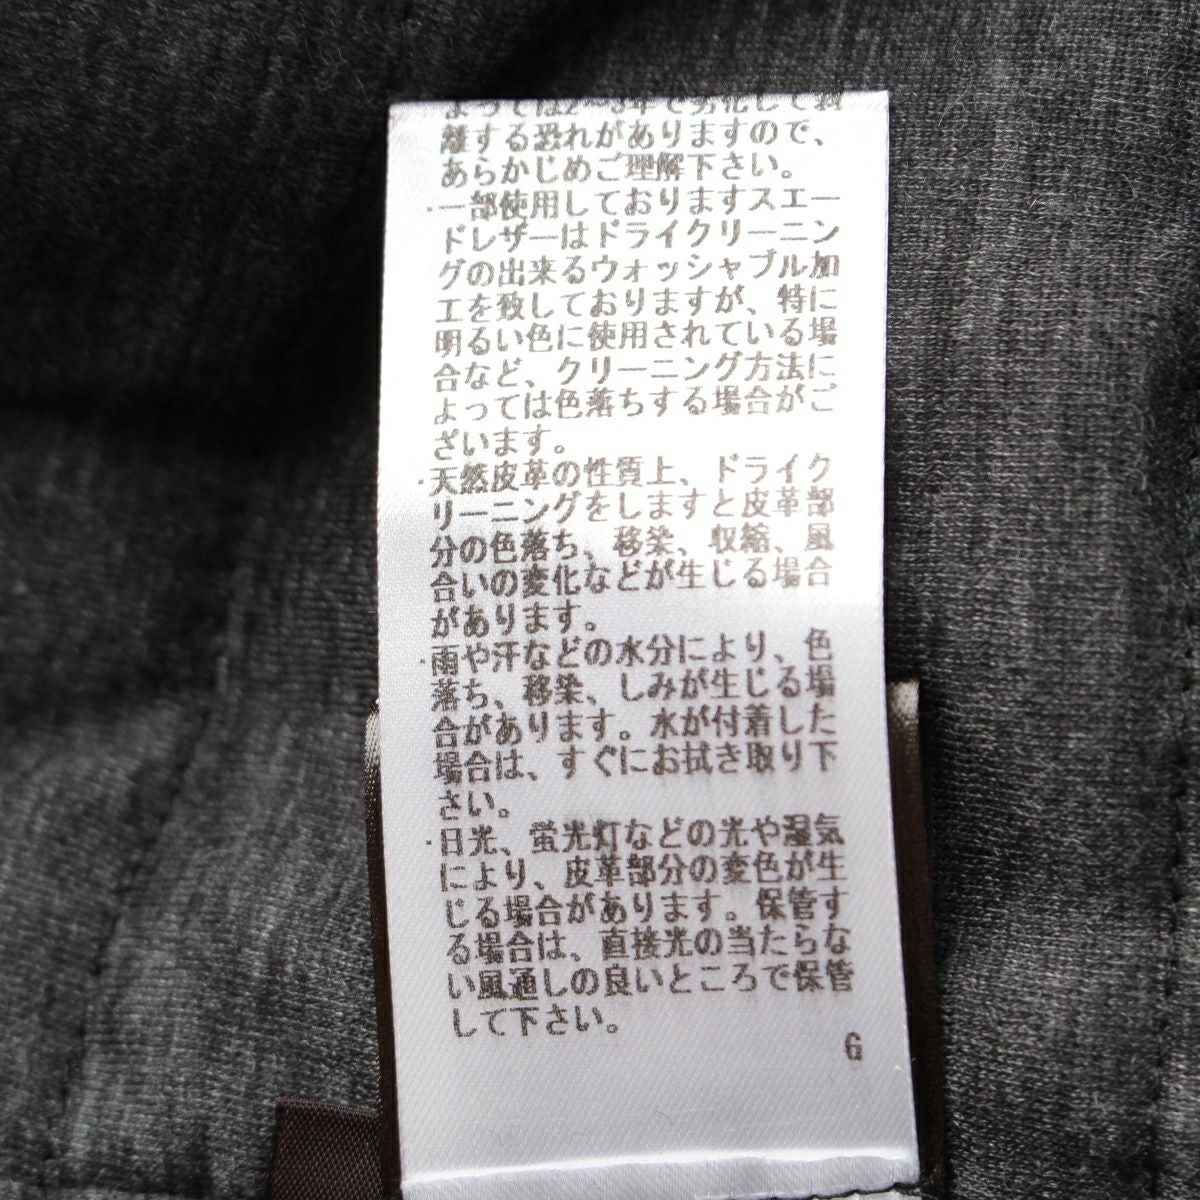 よっては2〜3年で劣化して剥
離する恐れがありますので、
あらかじめご理解下さい。
・一部使用しておりますスエー
ドレザーはドライクリーニン
グの出来るウォッシャブル加
工を致しておりますが、特に
明るい色に使用されている場
合など、クリーニング方法に
よっては色落ちする場合がご
ざいます。
・天然皮革の性質上、ドライク
リーニングをしますと皮革部
分の色落ち、移染、収縮、風
合いの変化などが生じる場合
があります。
・雨や汗などの水分により、色
落ち、移染、しみが生じる場
合があります。水が付着した
場合は、すぐにお拭き取り下
さい。
・日光、蛍光灯などの光や湿気
により、皮革部分の変色が生
じる場合があります。保管す
る場合は、直接光の当たらな
い風通しの良いところで保管
して下さい。
G